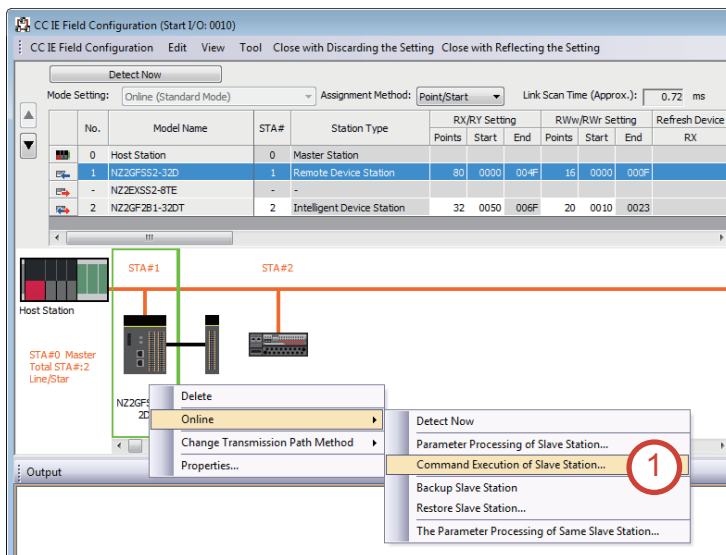 CC IE Field Configuration (Start I/O: 0010)
CC IE Field Configuration Edit View Tool Close with Discarding the Setting Close with Reflecting the Setting
Detect Now
Mode Setting: Online (Standard Mode) Assignment Method: Point/Start Link Scan Time (Approx.): 0.72 ms
No. Model Name STA# Station Type RX/RY Setting RWw/RWr Setting Refresh Device
Points Start End Points Start End RX
0 Host Station 0 Master Station
1 NZ2GFSS2-32D 1 Remote Device Station 80 0000 004F 16 0000 000F
- NZ2EXSS2-8TE - -
2 NZ2GF2B1-32DT 2 Intelligent Device Station 32 0050 006F 20 0010 0023
STA#1 STA#2
Host Station
STA#0 Master
Total STA#:2
Line/Star
NZ2GFS
2D
Delete
Online
Change Transmission Path Method
Properties...
Detect Now
Parameter Processing of Slave Station...
Command Execution of Slave Station...
1
Backup Slave Station
Restore Slave Station...
The Parameter Processing of Same Slave Station...
Output